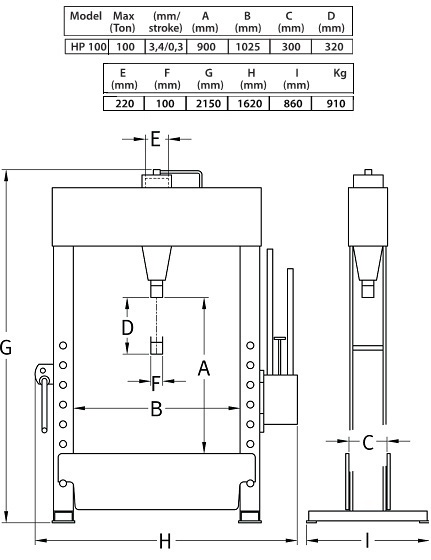 Model Max (mm/ A B C D
(Ton) stroke) (mm) (mm) (mm) (mm)
HP 100 100 3,4/0,3 900 1025 300 320
E F G H I Kg
(mm) (mm) (mm) (mm) (mm)
220 100 2150 1620 860 910
E
D
G
A
F
B
C
H
I